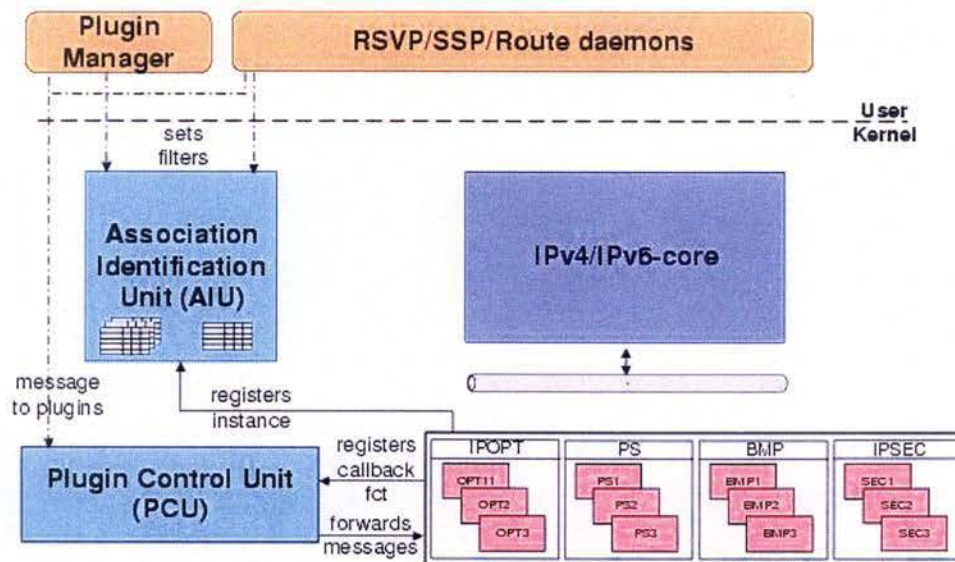 Plugin
Manager
RSVP/SSP/Route daemons
User
Kernel
sets
filters
Association
Identification
Unit (AIU)
IPv4/IPv6-core
message
to plugins
registers
instance
Plugin Control Unit
(PCU)
registers
callback
fct
forwards
messages
IPOPT
OPT11
OPT2
OPT3
PS
PS1
PS2
PS3
BMP
BMP1
BMP2
BMP3
IPSEC
SEC1
SEC2
SEC3